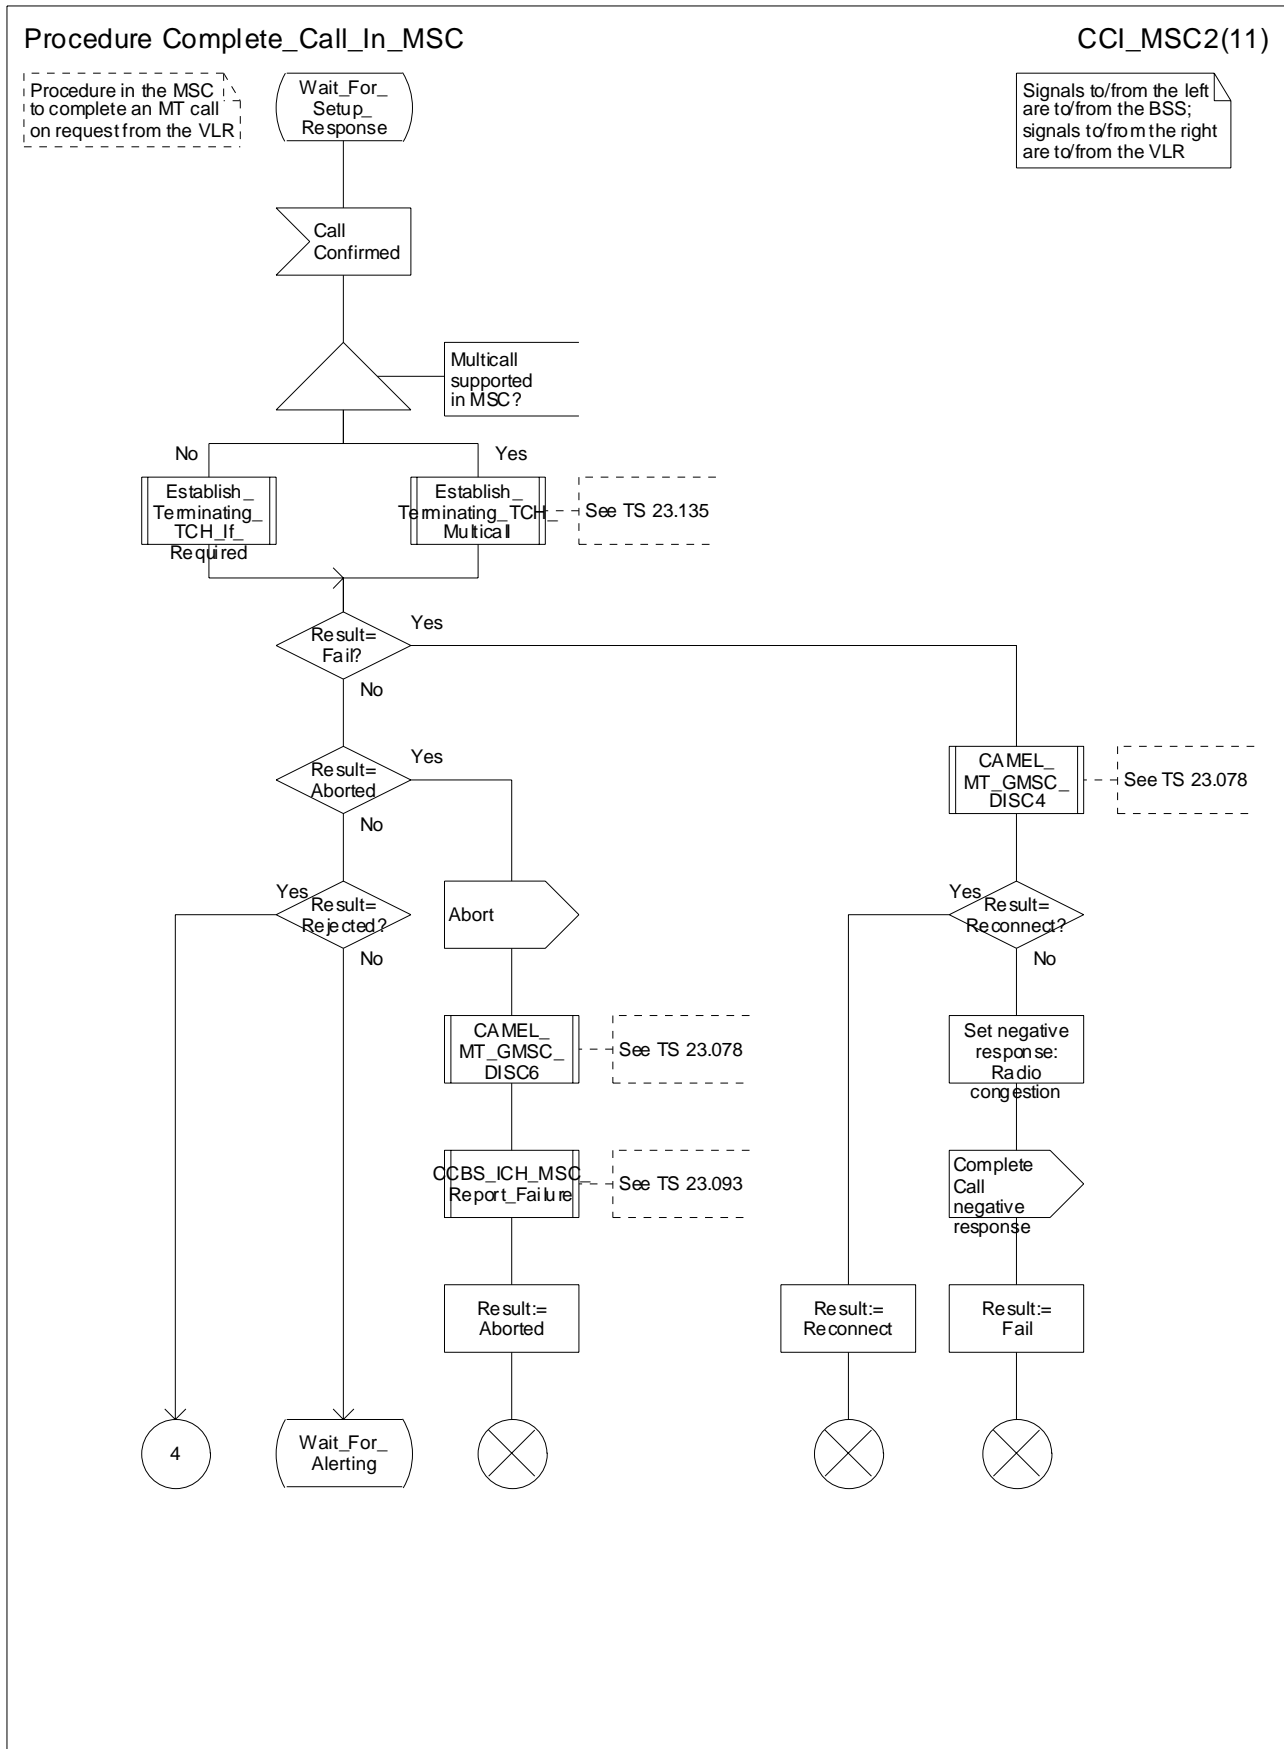 Procedure Complete_Call_In_MSC
CCI_MSC2(11)
Procedure in the MSC
to complete an MT call
on request from the VLR
Wait_For_
Setup_
Response
Signals to/from the left
are to/from the BSS;
signals to/from the right
are to/from the VLR
Call
Confirmed
Multicall
supported
in MSC?
No
Yes
Establish_
Terminating_
TCH_If_
Required
Establish_
Terminating_TCH_
Multicall
See TS 23.135
Result=
Fail?
Yes
No
Result=
Aborted
Yes
No
CAMEL_
MT_GMSC_
DISC4
See TS 23.078
Yes
Result=
Rejected?
No
Abort
Yes
Result=
Reconnect?
No
CAMEL_
MT_GMSC_
DISC6
See TS 23.078
Set negative
response:
Radio
congestion
CCBS_ICH_MSC_
Report_Failure
See TS 23.093
Complete
Call
negative
response
Result:=
Aborted
Result:=
Reconnect
Result:=
Fail
4
Wait_For_
Alerting